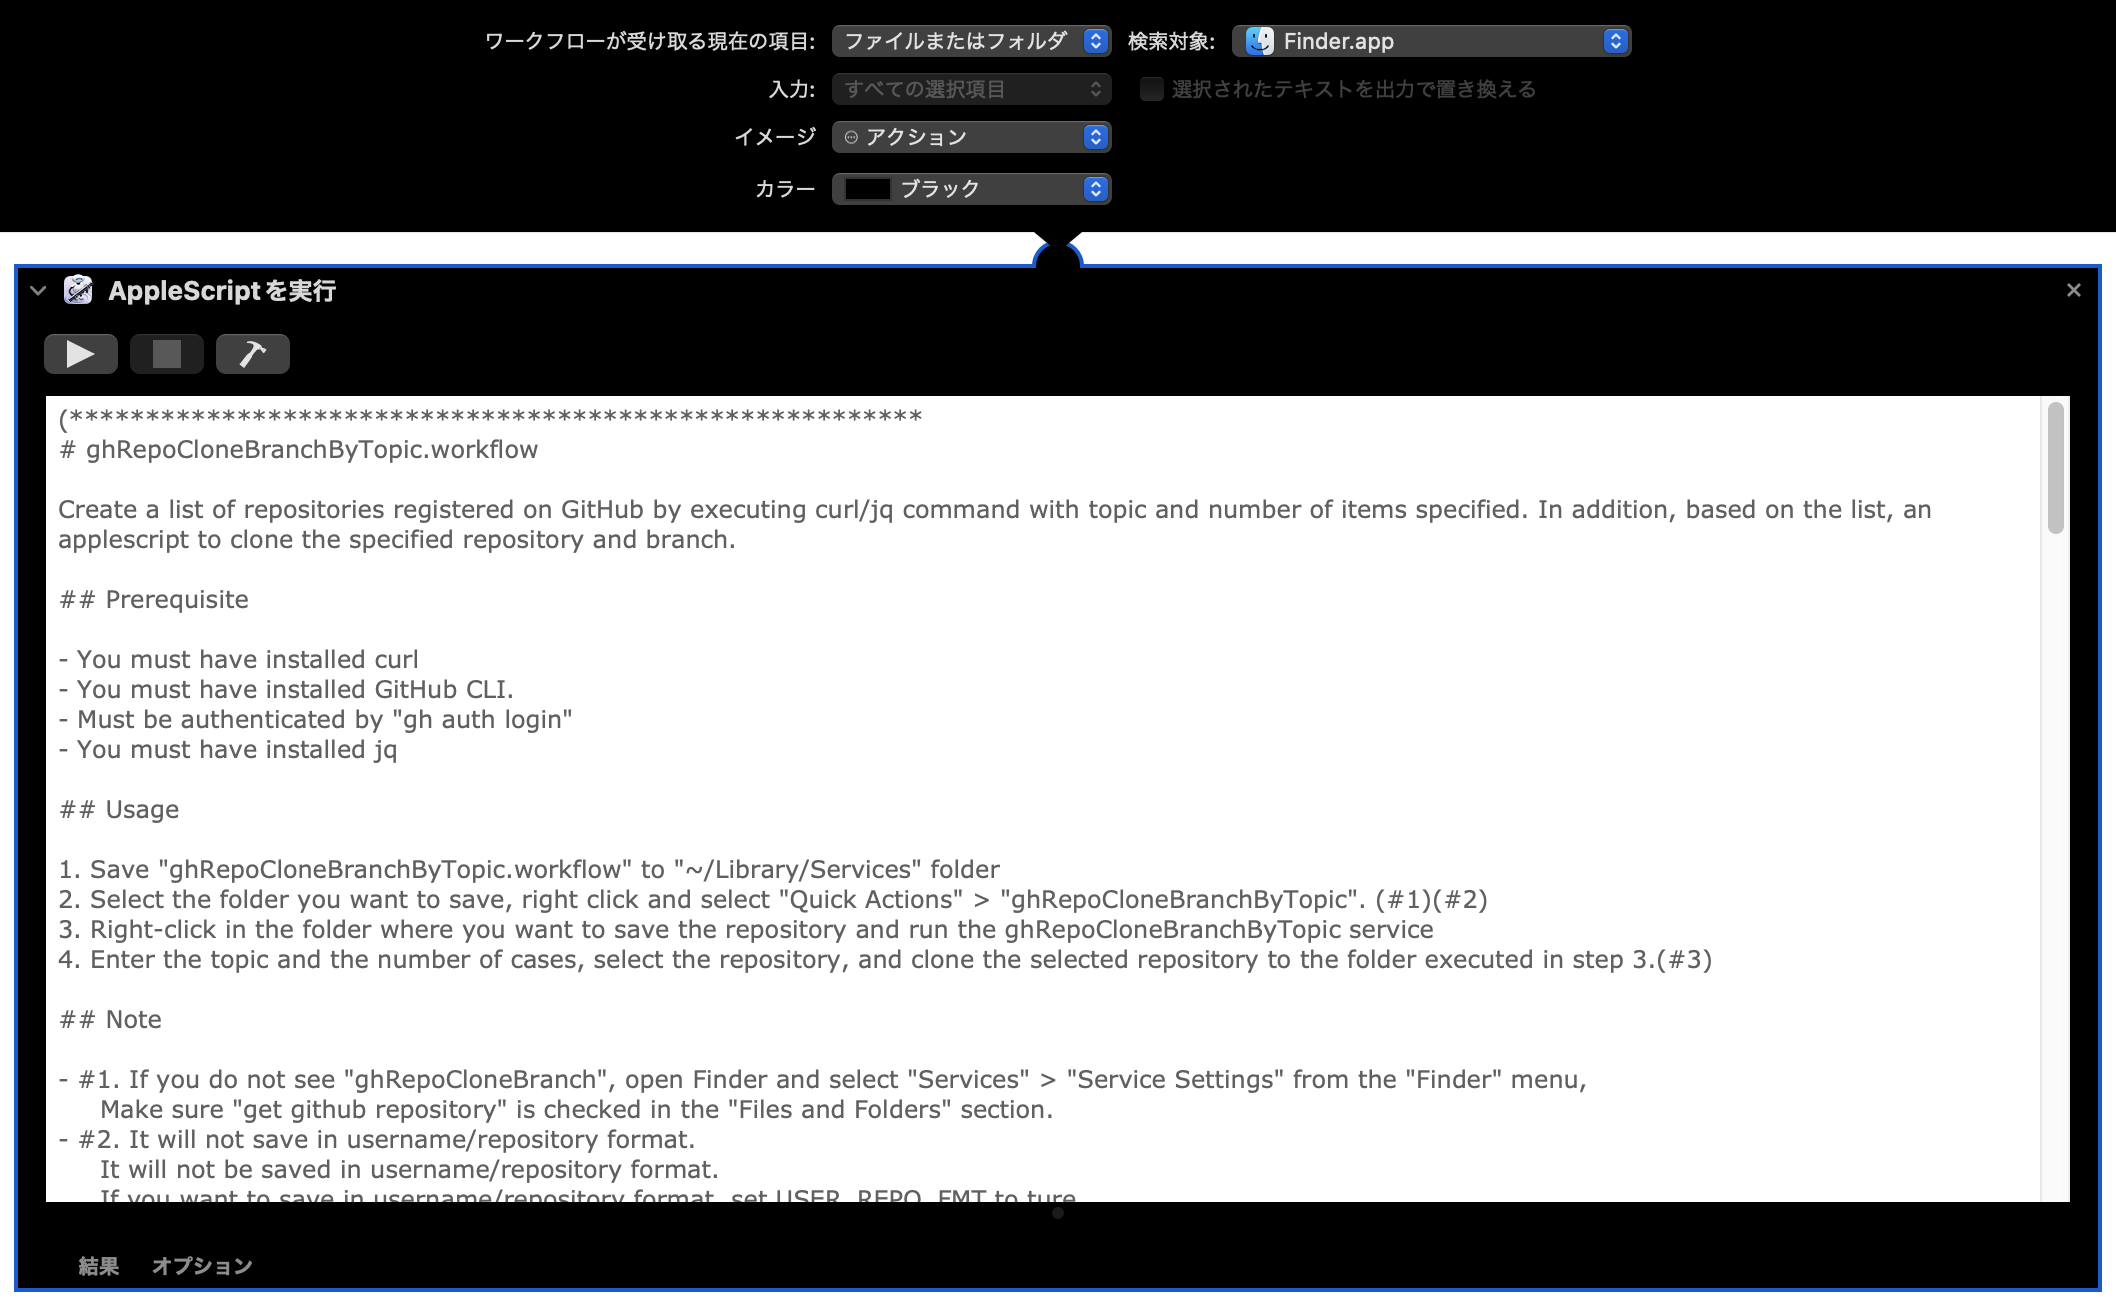 ワークフローが受け取る現在の項目: ファイルまたはフォルダ 検索対象: Finder.app
入力: すべての選択項目 選択されたテキストを出力で置き換える
イメージ アクション
カラー ブラック
AppleScriptを実行
(********************************************************
# ghRepoCloneBranchByTopic.workflow
Create a list of repositories registered on GitHub by executing curl/jq command with topic and number of items specified. In addition, based on the list, an
applescript to clone the specified repository and branch.
## Prerequisite
- You must have installed curl
- You must have installed GitHub CLI.
- Must be authenticated by "gh auth login"
- You must have installed jq
## Usage
1. Save "ghRepoCloneBranchByTopic.workflow" to "~/Library/Services" folder
2. Select the folder you want to save, right click and select "Quick Actions" > "ghRepoCloneBranchByTopic". (#1)(#2)
3. Right-click in the folder where you want to save the repository and run the ghRepoCloneBranchByTopic service
4. Enter the topic and the number of cases, select the repository, and clone the selected repository to the folder executed in step 3.(#3)
## Note
- #1. If you do not see "ghRepoCloneBranch", open Finder and select "Services" > "Service Settings" from the "Finder" menu,
Make sure "get github repository" is checked in the "Files and Folders" section.
- #2. It will not save in username/repository format.
It will not be saved in username/repository format.
If you want to save in username/repository format, set USER_REPO_FMT to ture
結果 オプション